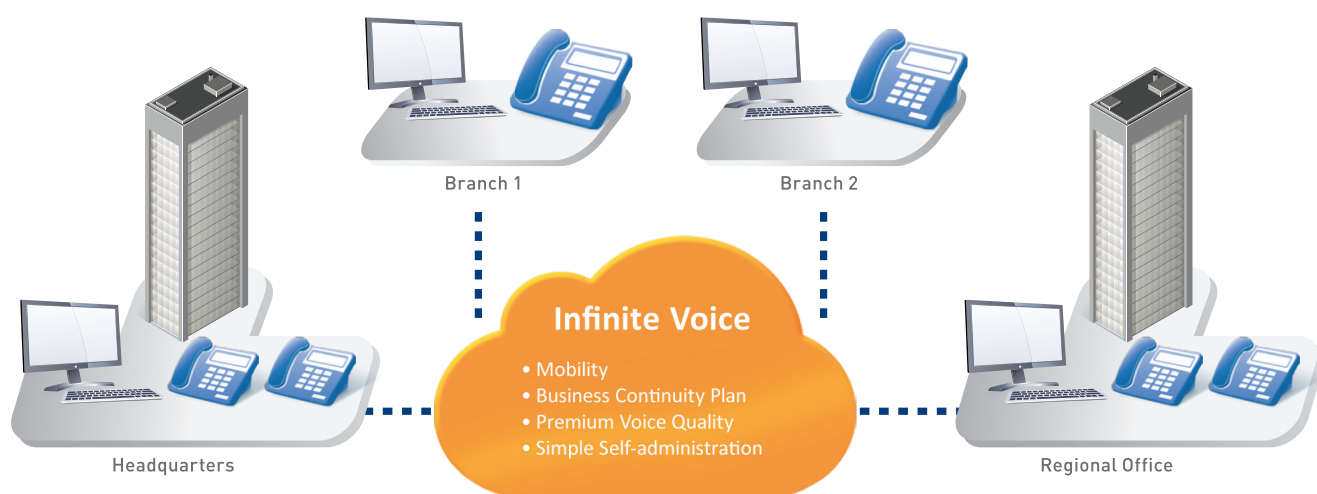 Branch 1
Branch 2
Infinite Voice
• Mobility
• Business Continuity Plan
• Premium Voice Quality
• Simple Self-administration
Headquarters
Regional Office